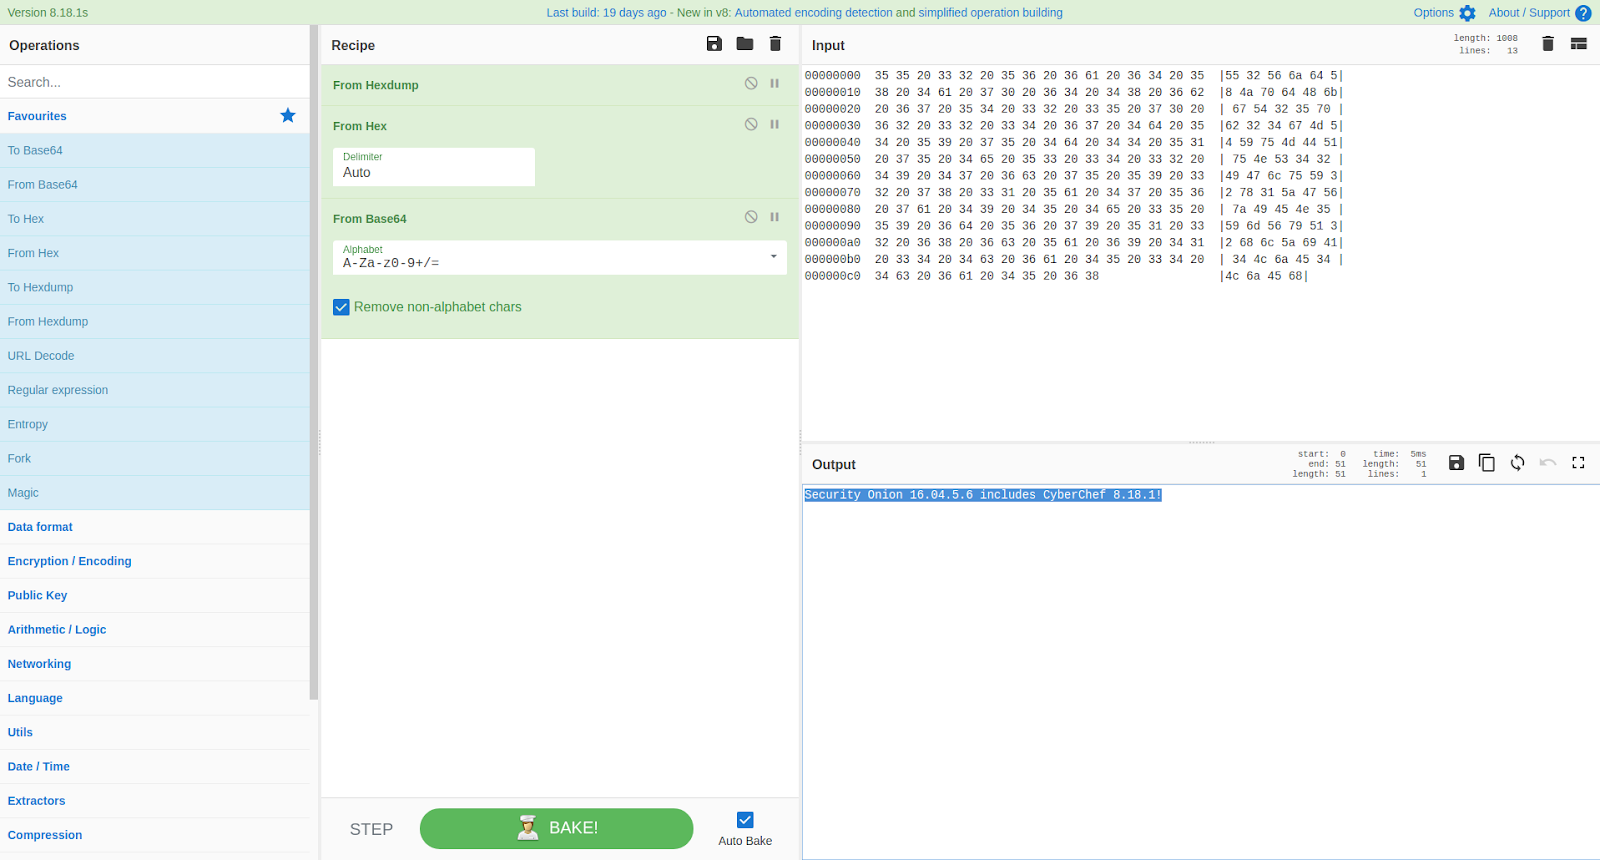 Version 8.18.1s
Last build: 19 days ago - New in v8: Automated encoding detection and simplified operation building
Options
About / Support
Operations
Search...
Favourites
To Base64
From Base64
To Hex
From Hex
To Hexdump
From Hexdump
URL Decode
Regular expression
Entropy
Fork
Magic
Data format
Encryption / Encoding
Public Key
Arithmetic / Logic
Networking
Language
Utils
Date / Time
Extractors
Compression
Recipe
From Hexdump
From Hex
Delimiter
Auto
From Base64
Alphabet
A-Za-z0-9+/=
Remove non-alphabet chars
STEP
BAKE!
Auto Bake
Input
length: 1008
lines: 13
00000000 35 35 20 33 32 20 35 36 20 36 61 20 36 34 20 35 |55 32 56 6a 64 5|
00000010 38 20 34 61 20 37 30 20 36 34 20 34 38 20 36 62 |8 4a 70 64 48 6b|
00000020 20 36 37 20 35 34 20 33 32 20 33 35 20 37 30 20 | 67 54 32 35 70 |
00000030 36 32 20 33 32 20 33 34 20 36 37 20 34 64 20 35 |62 32 34 67 4d 5|
00000040 34 20 35 39 20 37 35 20 34 64 20 34 34 20 35 31 |4 59 75 4d 44 51|
00000050 20 37 35 20 34 65 20 35 33 20 33 34 20 33 32 20 | 75 4e 53 34 32 |
00000060 34 39 20 34 37 20 36 63 20 37 35 20 35 39 20 33 |49 47 6c 75 59 3|
00000070 32 20 37 38 20 33 31 20 35 61 20 34 37 20 35 36 |2 78 31 5a 47 56|
00000080 20 37 61 20 34 39 20 34 35 20 34 65 20 33 35 20 | 7a 49 45 4e 35 |
00000090 35 39 20 36 64 20 35 36 20 37 39 20 35 31 20 33 |59 6d 56 79 51 3|
000000a0 32 20 36 38 20 36 63 20 35 61 20 36 39 20 34 31 |2 68 6c 5a 69 41|
000000b0 20 33 34 20 34 63 20 36 61 20 34 35 20 33 34 20 | 34 4c 6a 45 34 |
000000c0 34 63 20 36 61 20 34 35 20 36 38 |4c 6a 45 68|
Output
start: 0
end: 51
length: 51
time: 5ms
length: 51
lines: 1
Security Onion 16.04.5.6 includes CyberChef 8.18.1!